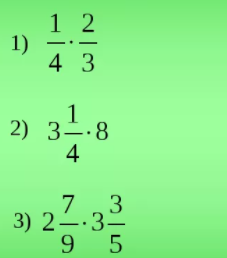 1) 1/4 · 2/3
2) 3 1/4 · 8
3) 2 7/9 · 3 3/5